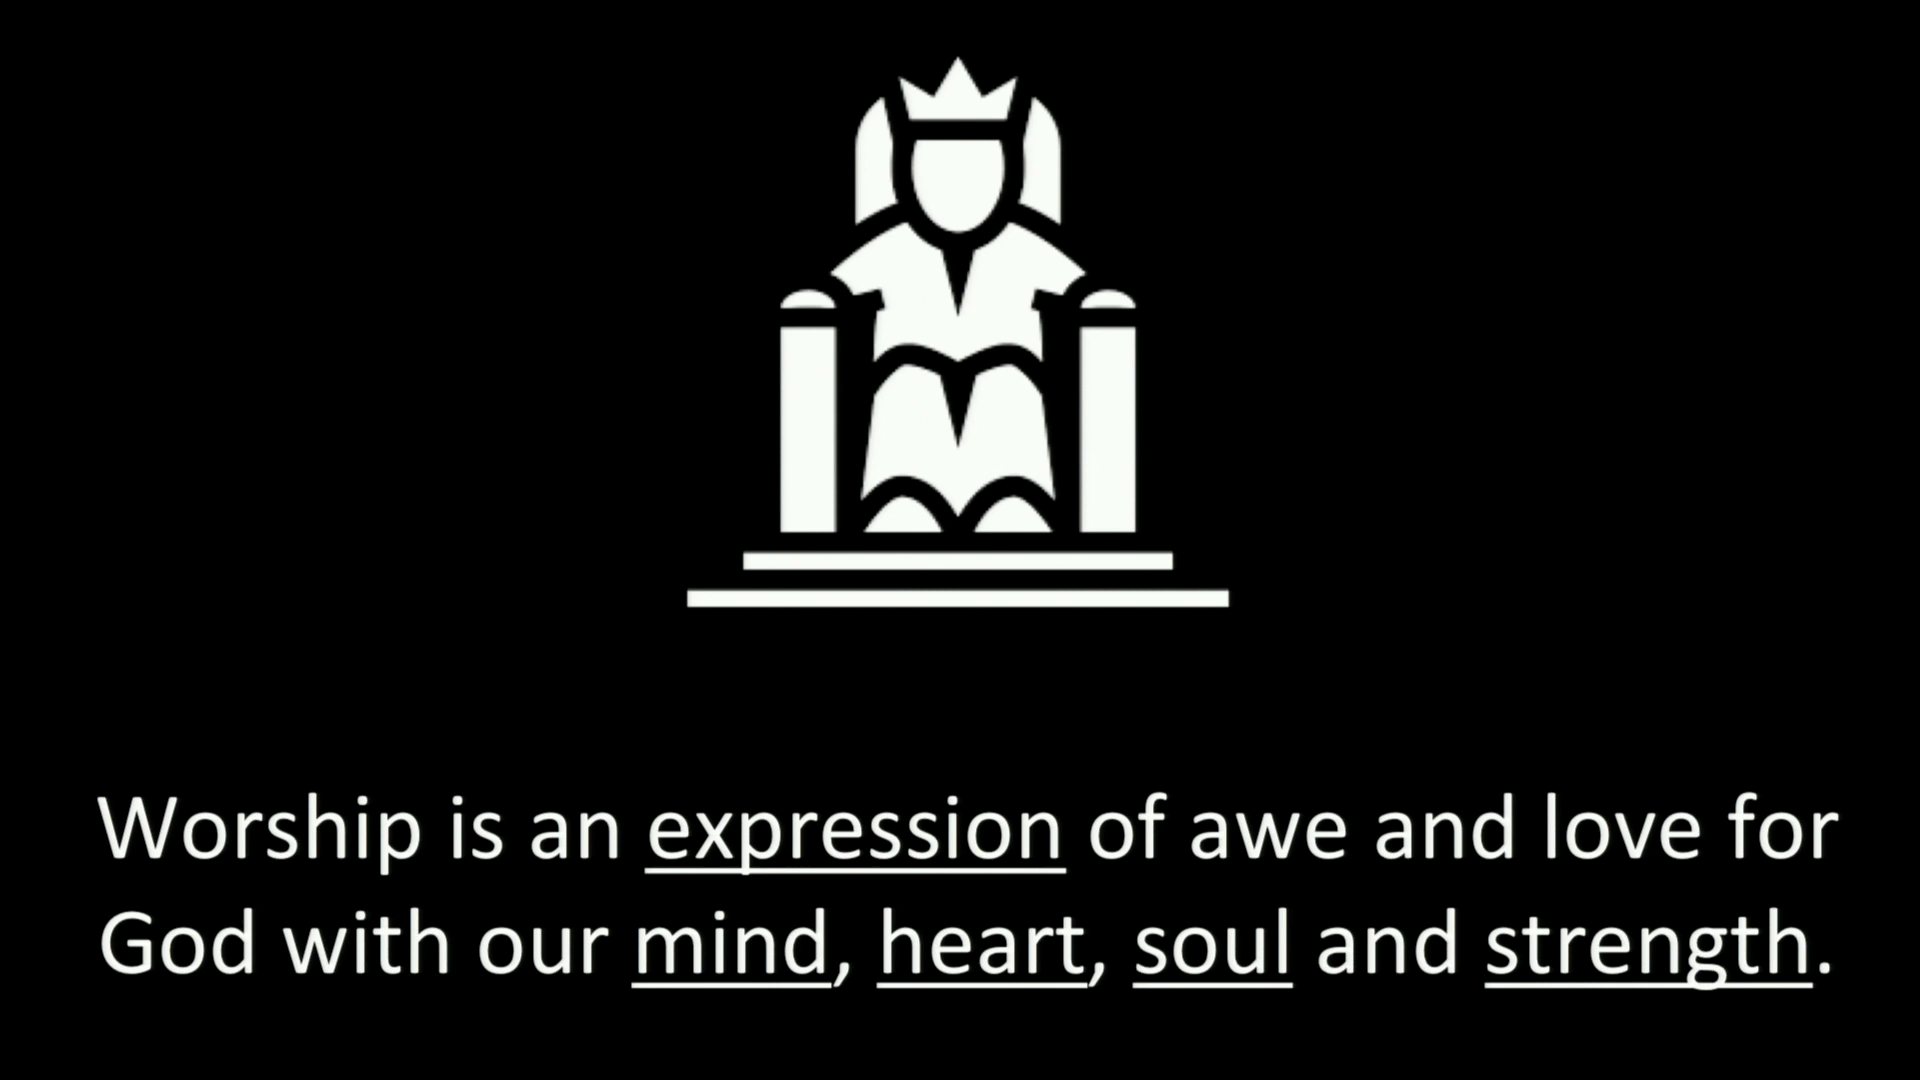 Worship is an expression of awe and love for
God with our mind, heart, soul and strength.